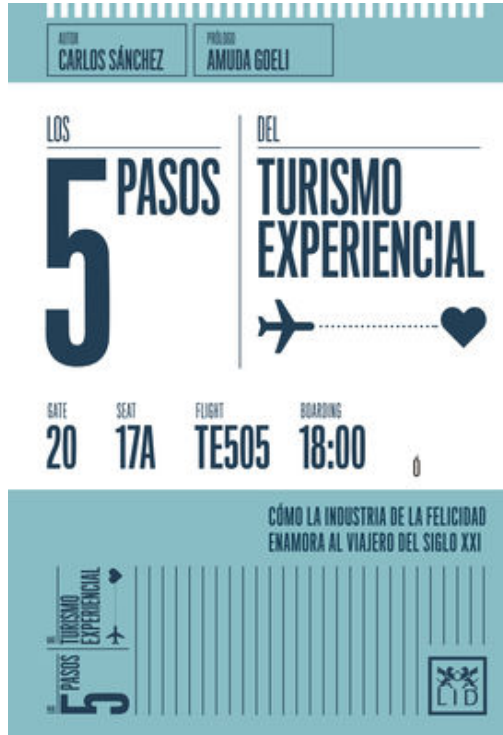 AUTOR
CARLOS SÁNCHEZ
PRÓLOGO
AMUDA GOELI
LOS
5 PASOS
DEL
TURISMO
EXPERIENCIAL
GATE SEAT FLIGHT BOARDING
20 17A TE505 18:00
Ó
CÓMO LA INDUSTRIA DE LA FELICIDAD
ENAMORA AL VIAJERO DEL SIGLO XXI
LOS
5 PASOS
DEL
TURISMO
EXPERIENCIAL
LID